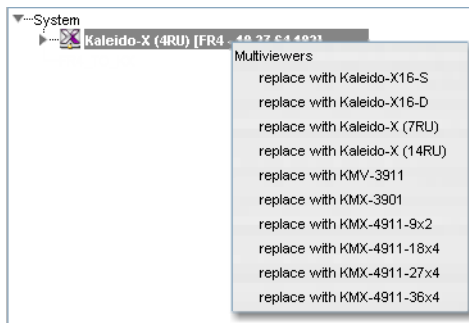 System
Kaleido-X (4RU) [FR4 -
Multiviewers
replace with Kaleido-X16-S
replace with Kaleido-X16-D
replace with Kaleido-X (7RU)
replace with Kaleido-X (14RU)
replace with KMV-3911
replace with KMX-3901
replace with KMX-4911-9x2
replace with KMX-4911-18x4
replace with KMX-4911-27x4
replace with KMX-4911-36x4